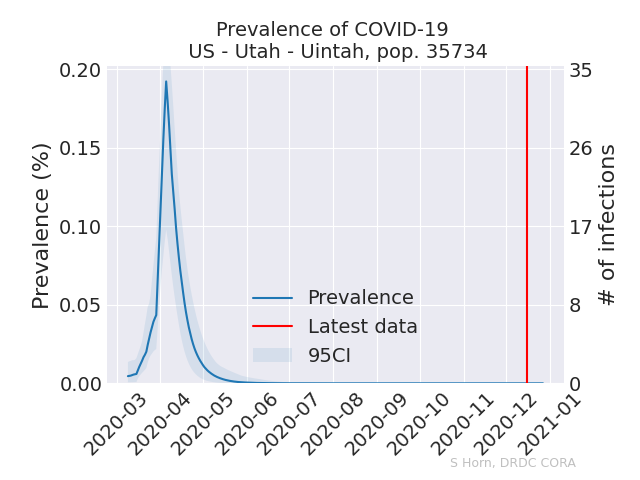 Prevalence of COVID-19
US - Utah - Uintah, pop. 35734
0.20
0.15
0.10
0.05
0.00
Prevalence (%)
35
26
17
8
0
# of infections
Prevalence
Latest data
95CI
2020-03
2020-04
2020-05
2020-06
2020-07
2020-08
2020-09
2020-10
2020-11
2020-12
2021-01
S Horn, DRDC CORA